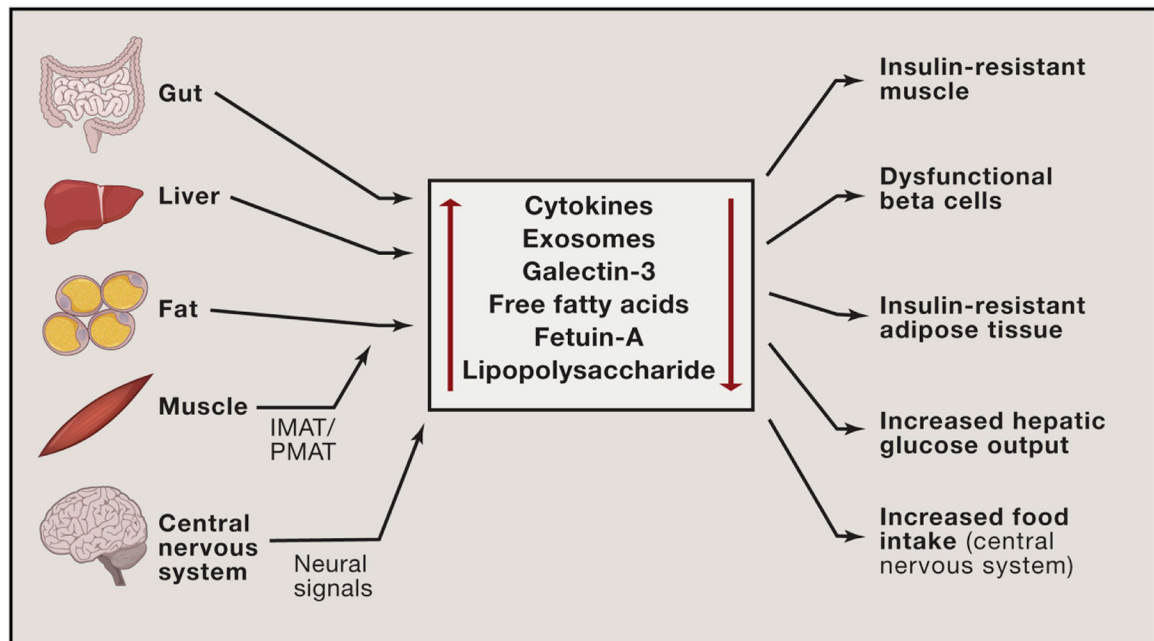 Gut
Liver
Fat
Muscle
IMAT/
PMAT
Central
nervous
system
Neural
signals
Cytokines
Exosomes
Galectin-3
Free fatty acids
Fetuin-A
Lipopolysaccharide
Insulin-resistant
muscle
Dysfunctional
beta cells
Insulin-resistant
adipose tissue
Increased hepatic
glucose output
Increased food
intake (central
nervous system)